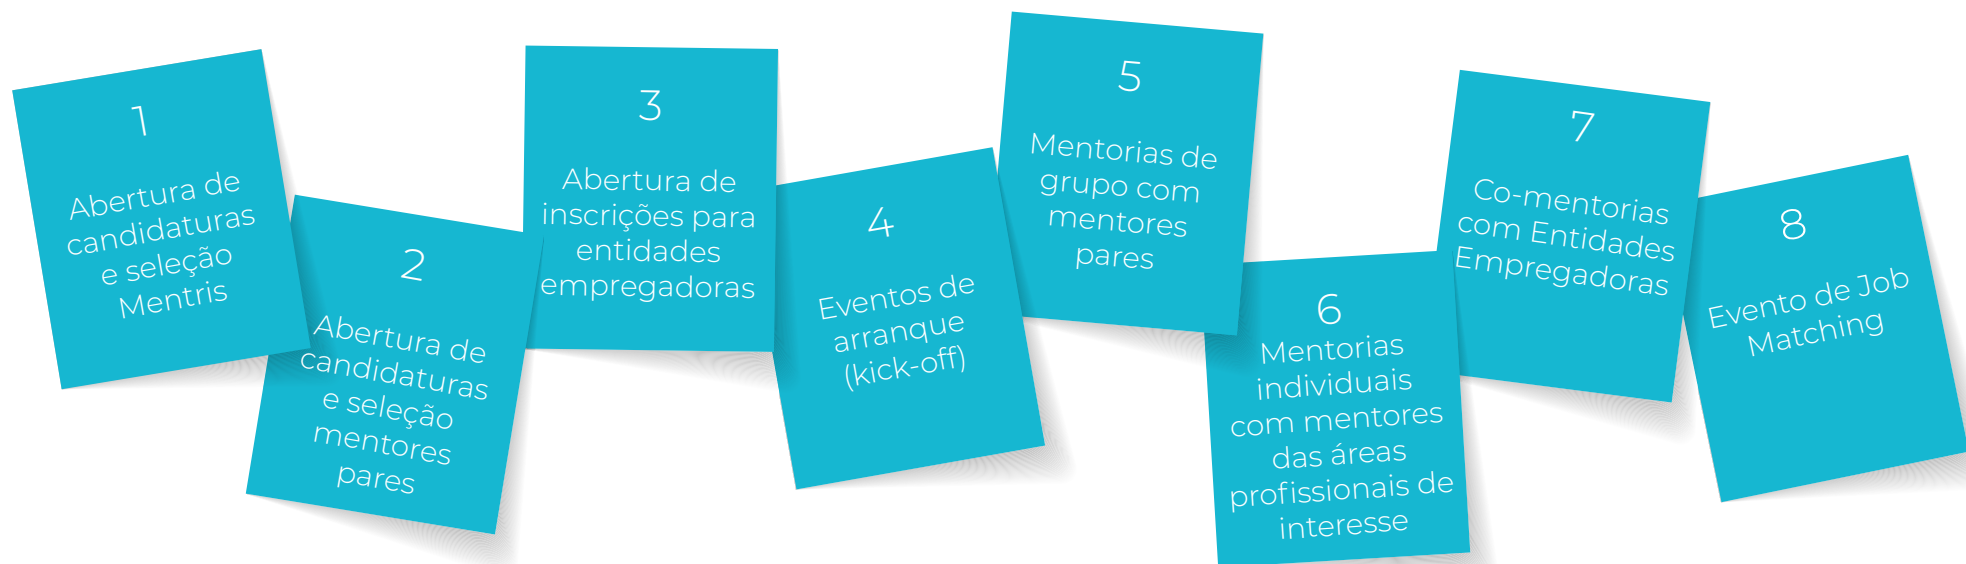 1
Abertura de
candidaturas
e seleção
Mentris
2
Abertura de
candidaturas
e seleção
mentores
pares
3
Abertura de
inscrições para
entidades
empregadoras
4
Eventos de
arranque
(kick-off)
5
Mentorias de
grupo com
mentores
pares
6
Mentorias
individuais
com mentores
das áreas
profissionais de
interesse
7
Co-mentorias
com Entidades
Empregadoras
8
Evento de Job
Matching